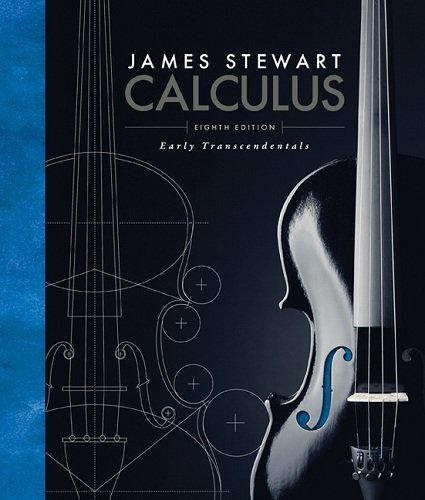 JAMES STEWART
CALCULUS
EIGHTH EDITION
Early Transcendentals